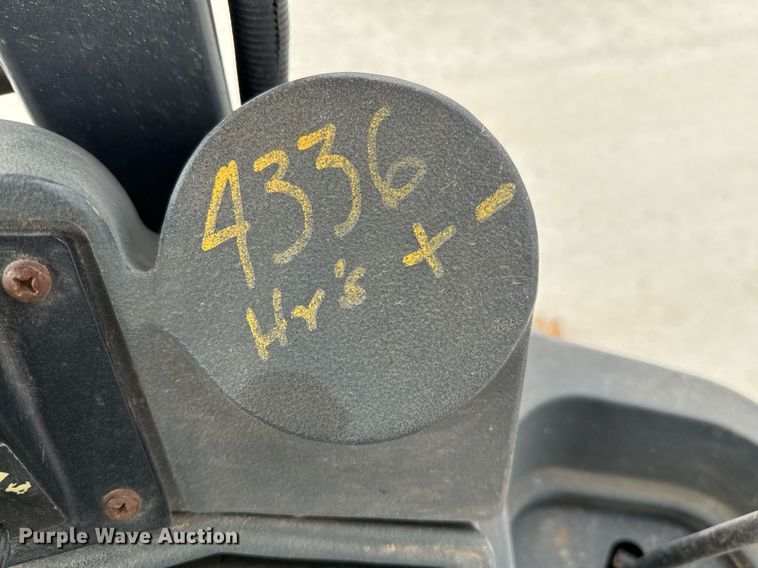 4336
Hr's + -
Purple Wave Auction